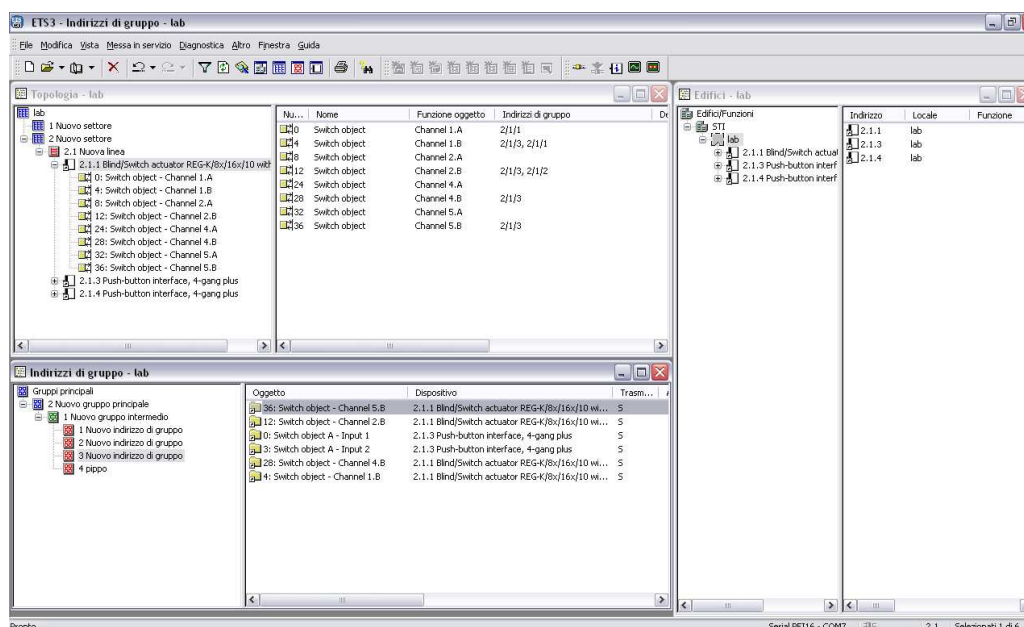 ETS3 - Indirizzi di gruppo - lab
File Modifica Vista Messa in servizio Diagnostica Altro Finestra Guida
Topologia - lab
lab
1 Nuovo settore
2 Nuovo settore
2.1 Nuova linea
2.1.1 Blind/Switch actuator REG-K/8x/16x/10 with
0: Switch object - Channel 1.A
4: Switch object - Channel 1.B
8: Switch object - Channel 2.A
12: Switch object - Channel 2.B
24: Switch object - Channel 4.A
28: Switch object - Channel 4.B
32: Switch object - Channel 5.A
36: Switch object - Channel 5.B
2.1.3 Push-button interface, 4-gang plus
2.1.4 Push-button interface, 4-gang plus
Nu... Nome Funzione oggetto Indirizzi di gruppo De
0 Switch object Channel 1.A 2/1/1
4 Switch object Channel 1.B 2/1/3, 2/1/1
8 Switch object Channel 2.A
12 Switch object Channel 2.B 2/1/3, 2/1/2
24 Switch object Channel 4.A
28 Switch object Channel 4.B 2/1/3
32 Switch object Channel 5.A
36 Switch object Channel 5.B 2/1/3
Edifici - lab
Edifici/Funzioni
STI
lab
2.1.1 Blind/Switch actuat
2.1.3 Push-button interf
2.1.4 Push-button interf
Indirizzo Locale Funzione
2.1.1 lab
2.1.3 lab
2.1.4 lab
Indirizzi di gruppo - lab
Gruppi principali
2 Nuovo gruppo principale
1 Nuovo gruppo intermedio
1 Nuovo indirizzo di gruppo
2 Nuovo indirizzo di gruppo
3 Nuovo indirizzo di gruppo
4 pippo
Oggetto Dispositivo Trasm...
36: Switch object - Channel 5.B 2.1.1 Blind/Switch actuator REG-K/8x/16x/10 wi... S
12: Switch object - Channel 2.B 2.1.1 Blind/Switch actuator REG-K/8x/16x/10 wi... S
0: Switch object A - Input 1 2.1.3 Push-button interface, 4-gang plus S
3: Switch object A - Input 2 2.1.3 Push-button interface, 4-gang plus S
28: Switch object - Channel 4.B 2.1.1 Blind/Switch actuator REG-K/8x/16x/10 wi... S
4: Switch object - Channel 1.B 2.1.1 Blind/Switch actuator REG-K/8x/16x/10 wi... S
Pronto Serial PEI16 - COM7 2.1 Selezionati 1 di 6